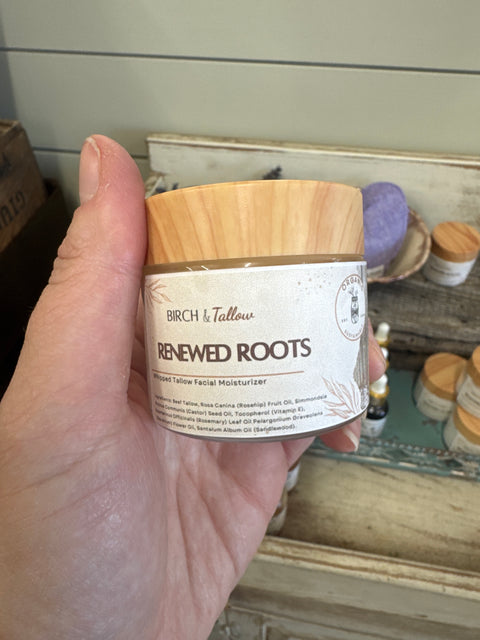 BIRCH & Tallow
RENEWED ROOTS
Whipped Tallow Facial Moisturizer
Ingredients: Beef Tallow, Rosa Canina (Rosehip) Fruit Oil, Simmondsia
Communis (Castor) Seed Oil, Tocopherol (Vitamin E),
Officinalis (Rosemary) Leaf Oil Pelargonium Graveolens
Flower Oil, Santalum Album Oil (Sandalwood).
ORGANIC